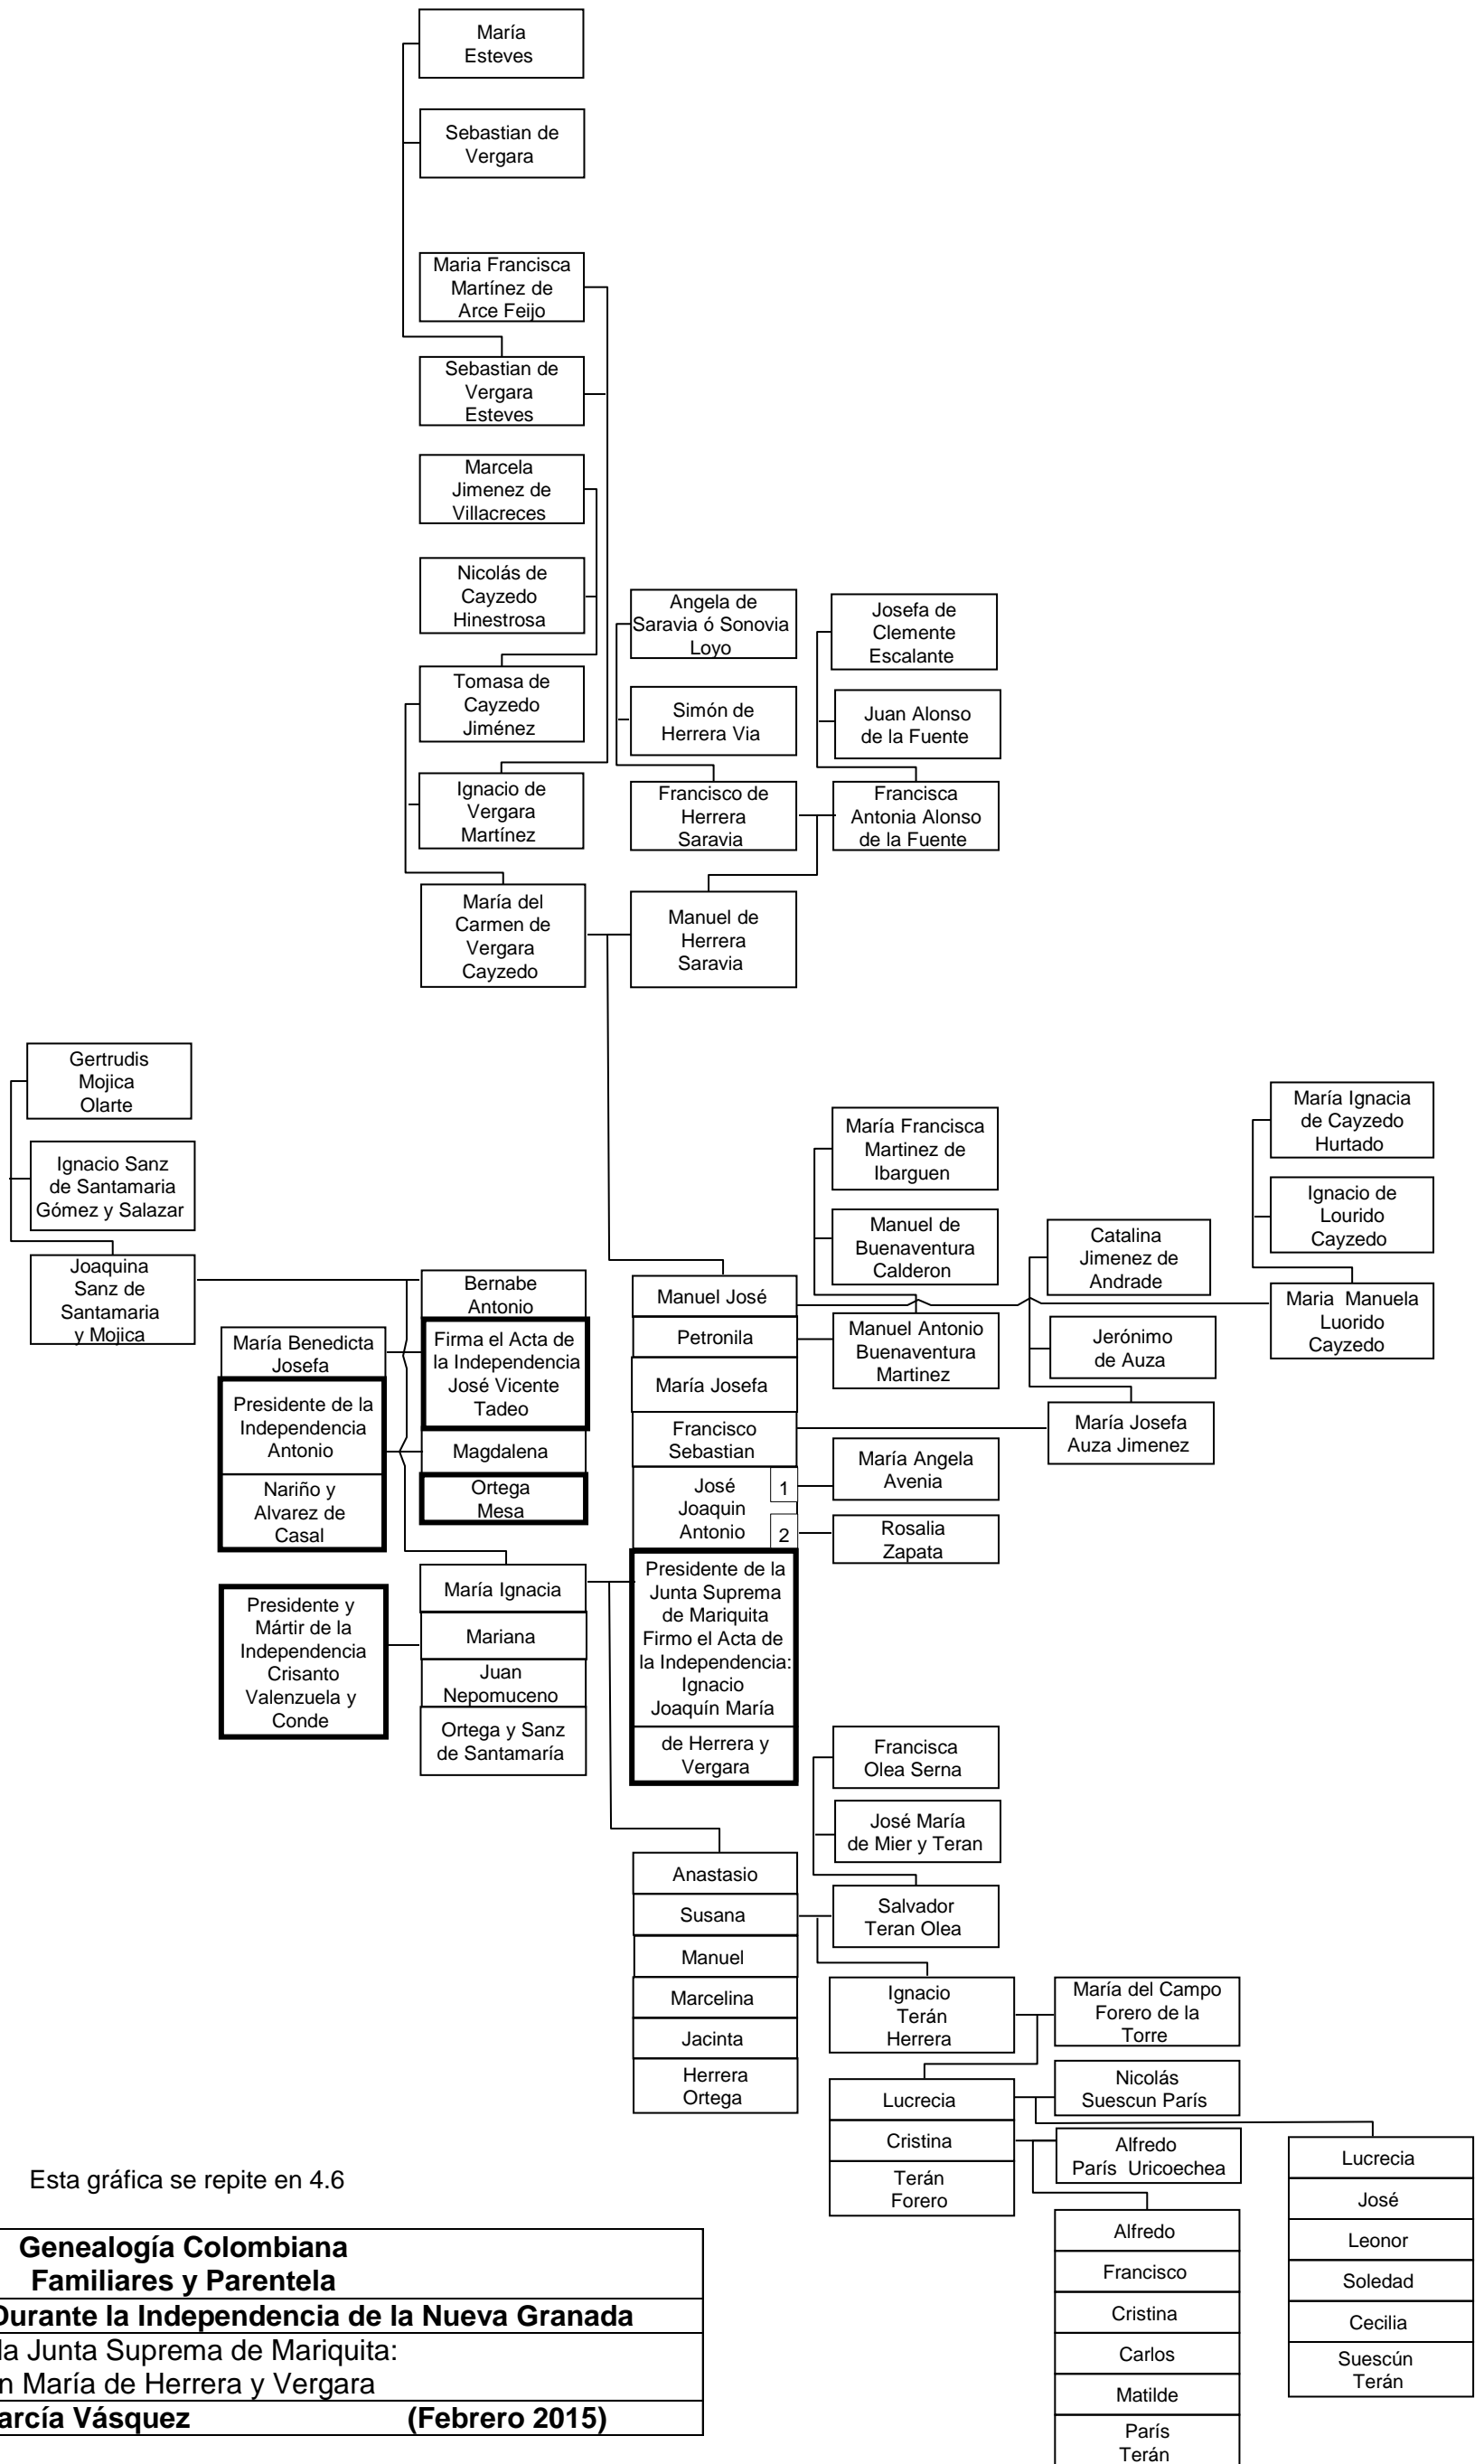 María
Esteves
Sebastian de
Vergara
Maria Francisca
Martínez de
Arce Feijo
Sebastian de
Vergara
Esteves
Marcela
Jimenez de
Villacreces
Nicolás de
Cayzedo
Hinestrosa
Angela de
Saravia ó Sonovia
Loyo
Josefa de
Clemente
Escalante
Tomasa de
Cayzedo
Jiménez
Simón de
Herrera Via
Juan Alonso
de la Fuente
Ignacio de
Vergara
Martínez
Francisco de
Herrera
Saravia
Francisca
Antonia Alonso
de la Fuente
María del
Carmen de
Vergara
Cayzedo
Manuel de
Herrera
Saravia
Gertrudis
Mojica
Olarte
Ignacio Sanz
de Santamaria
Gómez y Salazar
Joaquina
Sanz de
Santamaria
y Mojica
María Francisca
Martinez de
Ibarguen
Manuel de
Buenaventura
Calderon
María Ignacia
de Cayzedo
Hurtado
Ignacio de
Lourido
Cayzedo
Catalina
Jimenez de
Andrade
Maria Manuela
Luorido
Cayzedo
Jerónimo
de Auza
María Josefa
Auza Jimenez
Bernabe
Antonio
Firma el Acta de
la Independencia
José Vicente
Tadeo
Magdalena
Ortega
Mesa
María Benedicta
Josefa
Presidente de la
Independencia
Antonio
Nariño y
Alvarez de
Casal
Manuel José
Petronila
María Josefa
Francisco
Sebastian
José
Joaquin
Antonio
1
2
Manuel Antonio
Buenaventura
Martinez
María Angela
Avenia
Rosalia
Zapata
Presidente de la
Junta Suprema
de Mariquita
Firmo el Acta de
la Independencia:
Ignacio
Joaquín María
de Herrera y
Vergara
María Ignacia
Mariana
Juan
Nepomuceno
Ortega y Sanz
de Santamaría
Presidente y
Mártir de la
Independencia
Crisanto
Valenzuela y
Conde
Francisca
Olea Serna
José María
de Mier y Teran
Salvador
Teran Olea
Anastasio
Susana
Manuel
Marcelina
Jacinta
Herrera
Ortega
Ignacio
Terán
Herrera
María del Campo
Forero de la
Torre
Lucrecia
Cristina
Terán
Forero
Nicolás
Suescun París
Alfredo
París Uricoechea
Lucrecia
José
Leonor
Soledad
Cecilia
Suescún
Terán
Alfredo
Francisco
Cristina
Carlos
Matilde
París
Terán
Esta gráfica se repite en 4.6
Genealogía Colombiana
Familiares y Parentela
Durante la Independencia de la Nueva Granada
la Junta Suprema de Mariquita:
n María de Herrera y Vergara
arcía Vásquez (Febrero 2015)